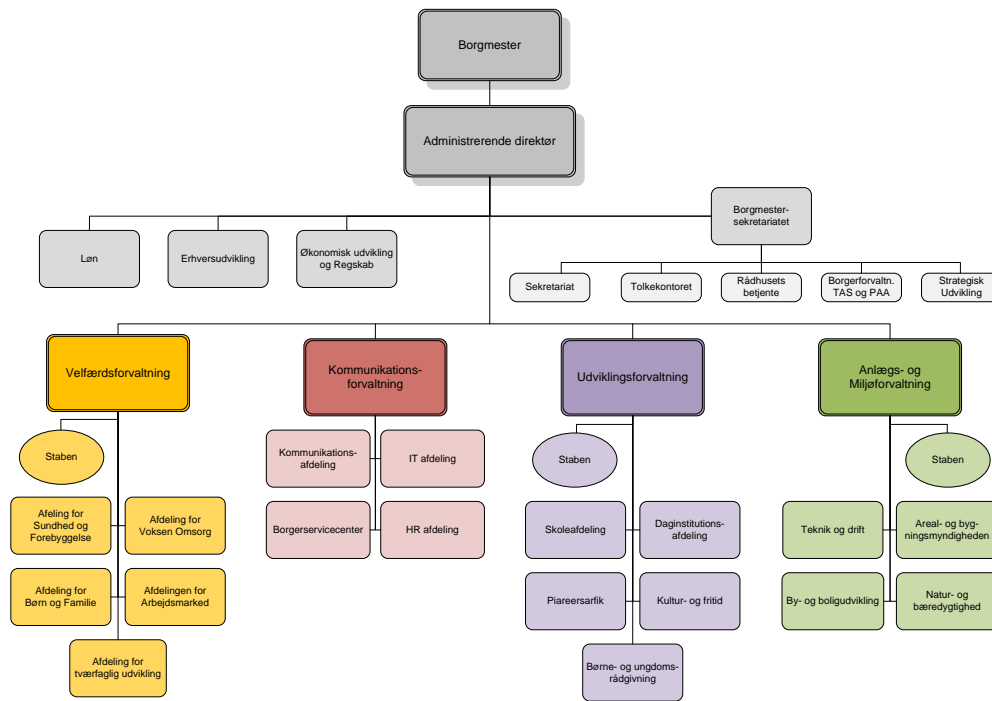 Borgmester
Administrerende direktør
Borgmester-
sekretariatet
Løn
Erhversudvikling
Økonomisk udvikling
og Regskab
Sekretariat
Tolkekontoret
Rådhusets
betjente
Borgerforvaltn.
TAS og PAA
Strategisk
Udvikling
Velfærdsforvaltning
Kommunikations-
forvaltning
Udviklingsforvaltning
Anlægs- og
Miljøforvaltning
Staben
Afeling for
Sundhed og
Forebyggelse
Afdeling for
Voksen Omsorg
Afdeling for
Børn og Familie
Afdelingen for
Arbejdsmarked
Afdeling for
tværfaglig udvikling
Kommunikations-
afdeling
IT afdeling
Borgerservicecenter
HR afdeling
Staben
Skoleafdeling
Daginstitutions-
afdeling
Piareersarfik
Kultur- og fritid
Børne- og ungdoms-
rådgivning
Staben
Teknik og drift
Areal- og byg-
ningsmyndigheden
By- og boligudvikling
Natur- og
bæredygtighed